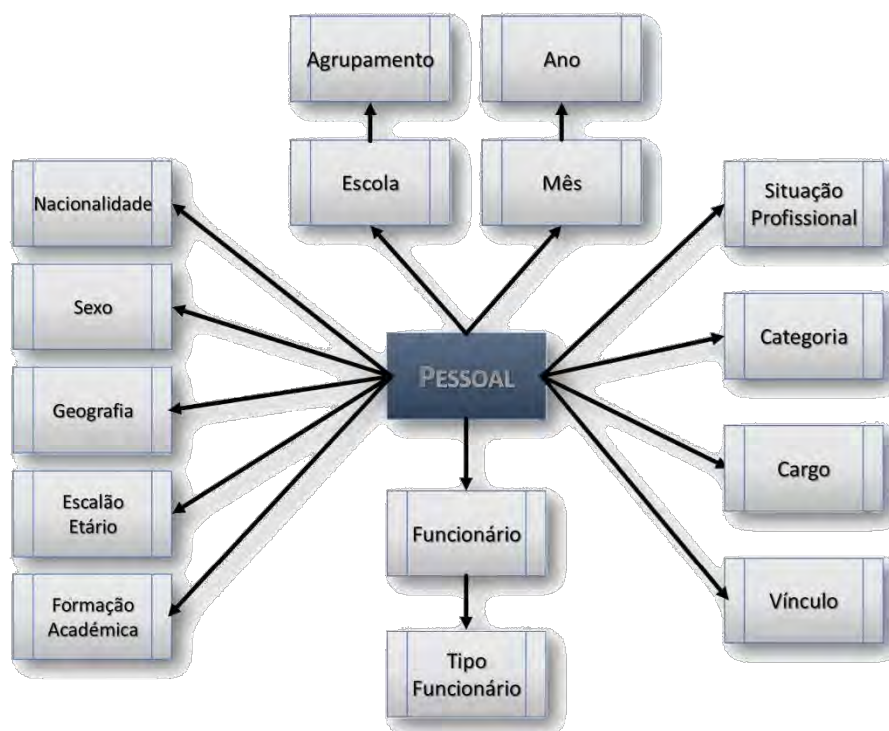 Agrupamento
Ano
Escola
Mês
Nacionalidade
Sexo
Geografia
Escalão
Etário
Formação
Académica
PESSOAL
Funcionário
Tipo
Funcionário
Situação
Profissional
Categoria
Cargo
Vínculo